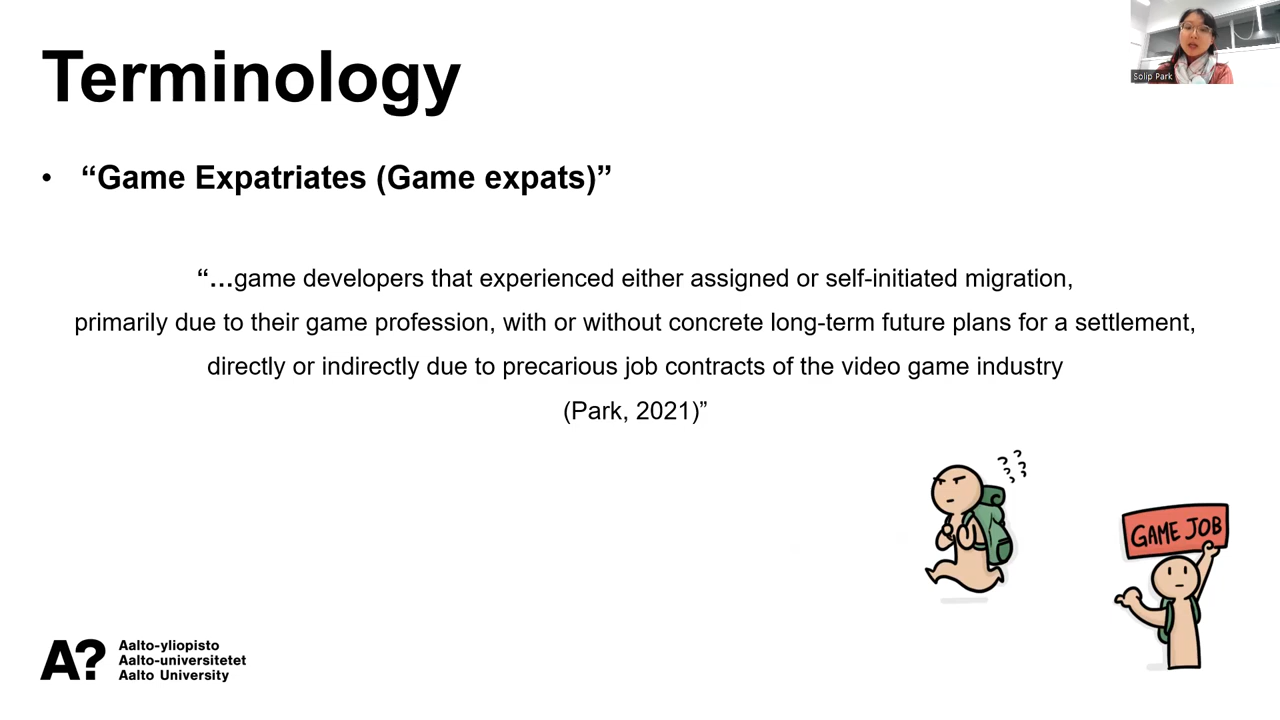 Terminology
Solip Park
• “Game Expatriates (Game expats)”
“…game developers that experienced either assigned or self-initiated migration,
primarily due to their game profession, with or without concrete long-term future plans for a settlement,
directly or indirectly due to precarious job contracts of the video game industry
(Park, 2021)”
????
GAME JOB
A?
Aalto-yliopisto
Aalto-universitetet
Aalto University